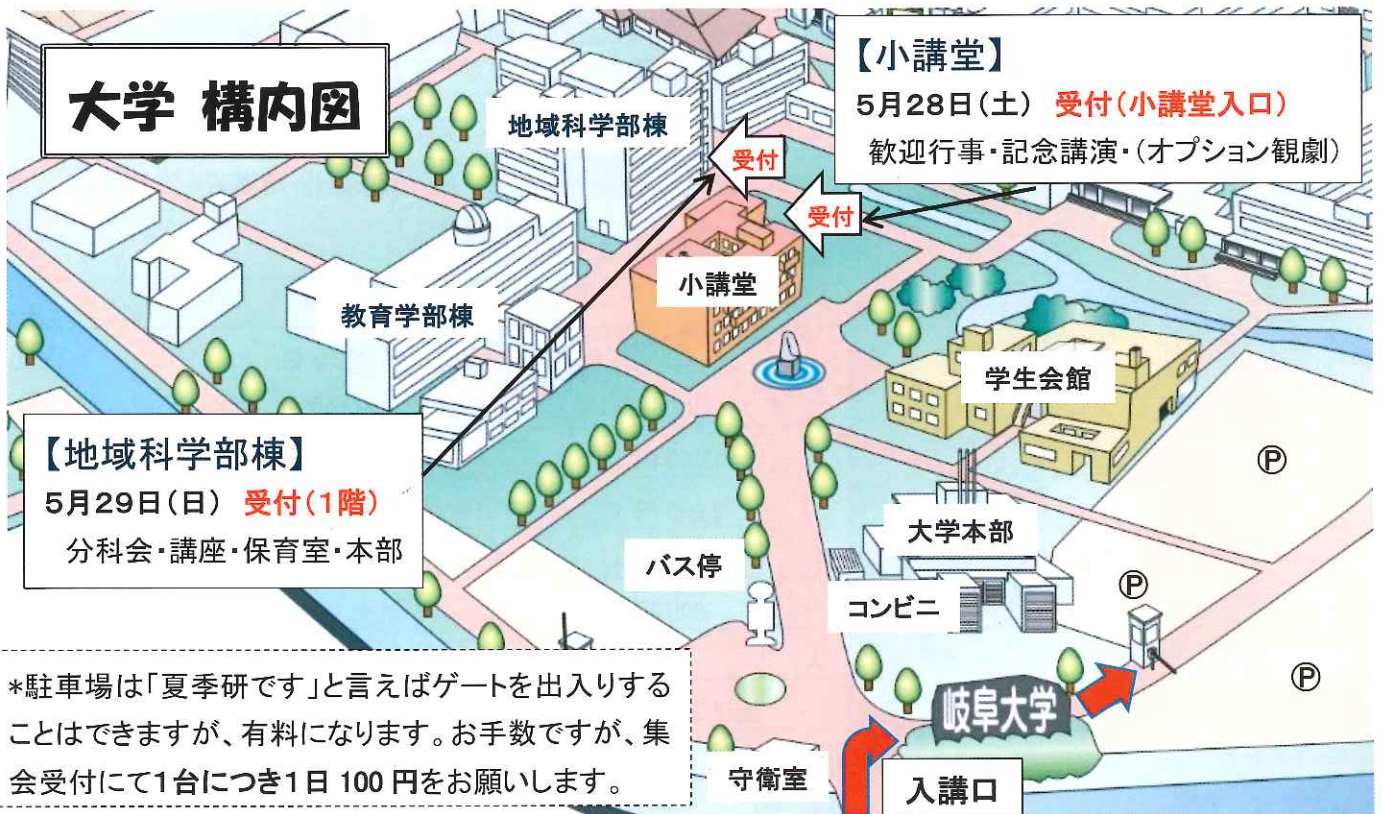 大学 構内図
【小講堂】
5月28日(土) 受付(小講堂入口)
歓迎行事・記念講演・(オプション観劇)
地域科学部棟
受付
受付
小講堂
教育学部棟
学生会館
【地域科学部棟】
5月29日(日) 受付(1階)
分科会・講座・保育室・本部
Ⓟ
大学本部
バス停
Ⓟ
コンビニ
*駐車場は「夏季研です」と言えばゲートを出入りする
ことはできますが、有料になります。お手数ですが、集
会受付にて1台につき1日 100 円をお願いします。
Ⓟ
岐阜大学
守衛室
入講口